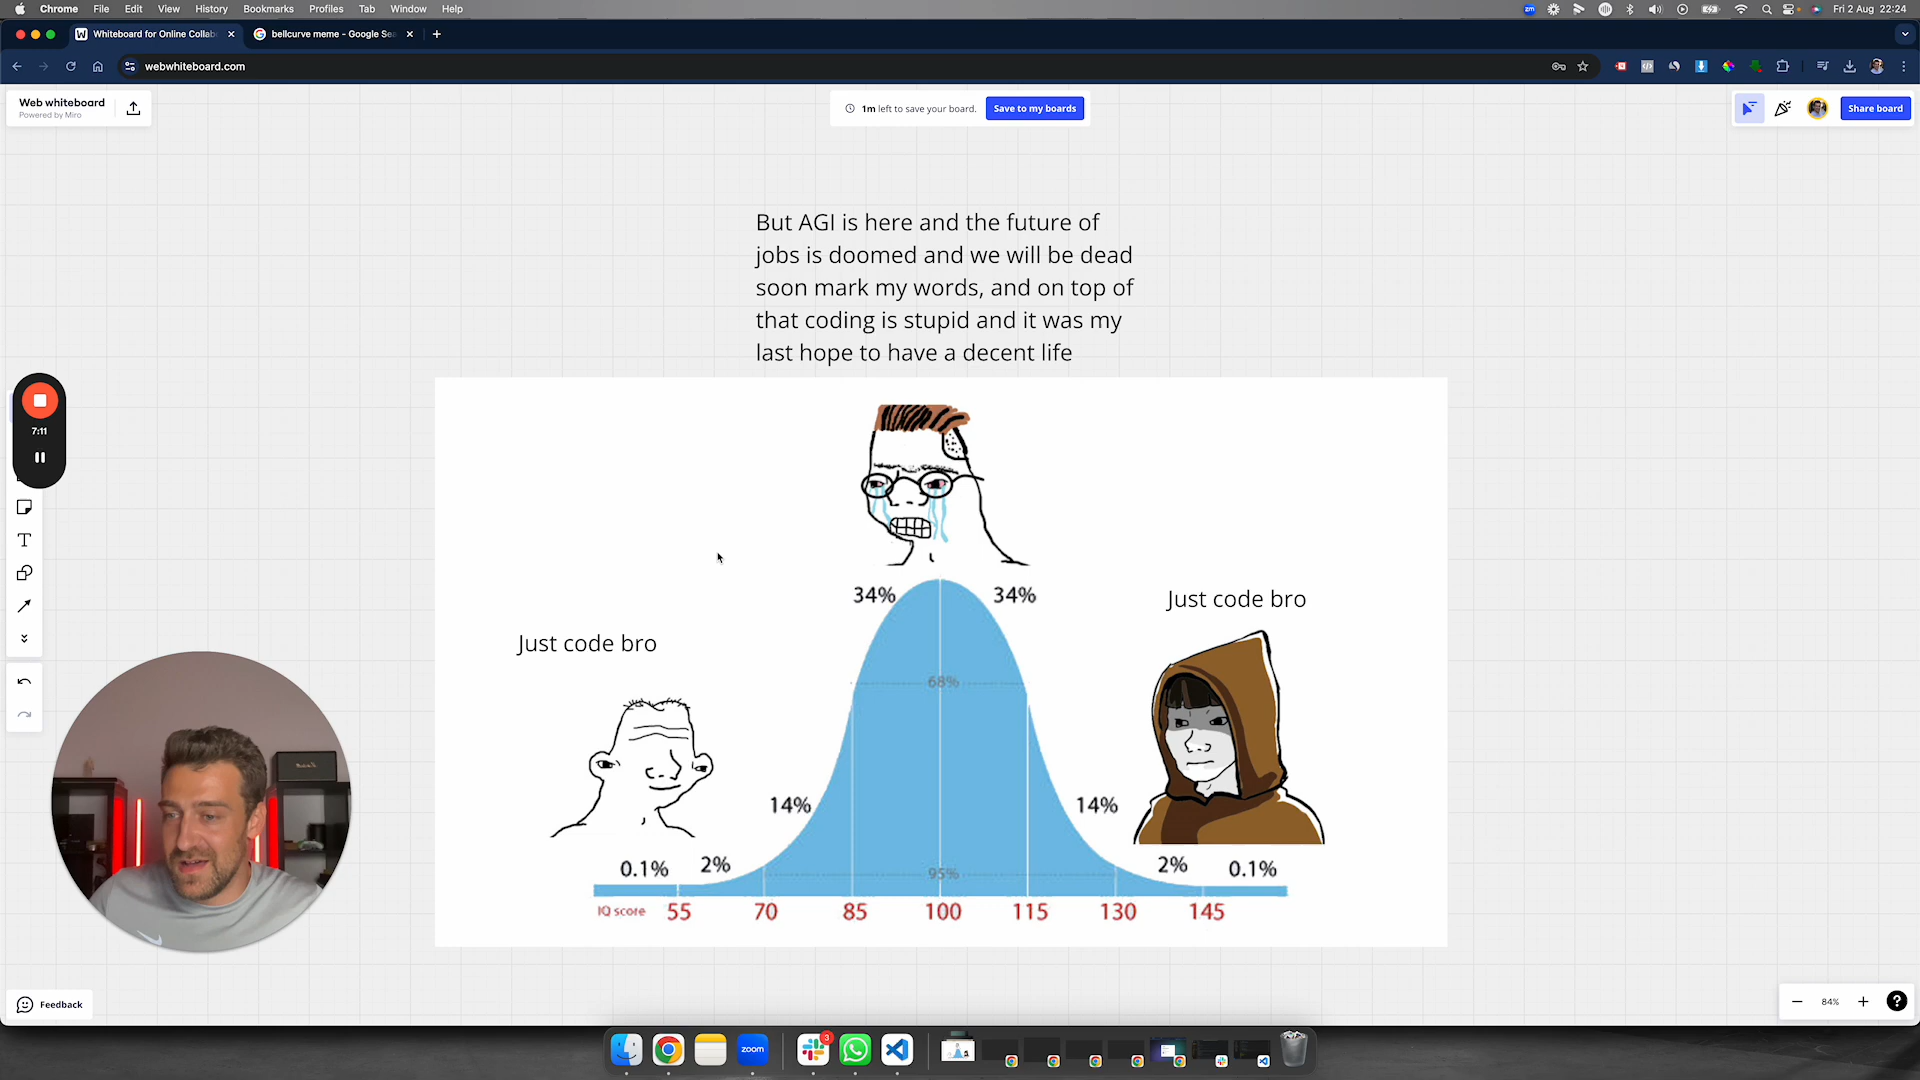 Chrome File Edit View History Bookmarks Profiles Tab Window Help
zm
Fri 2 Aug 22:24
Whiteboard for Online Collab
bellcurve meme - Google Sea
webwhiteboard.com
Web whiteboard
Powered by Miro
1m left to save your board.
Save to my boards
Share board
But AGI is here and the future of
jobs is doomed and we will be dead
soon mark my words, and on top of
that coding is stupid and it was my
last hope to have a decent life
7:11
34% 34%
Just code bro
Just code bro
68%
14% 14%
0.1% 2% 95% 2% 0.1%
IQ score 55 70 85 100 115 130 145
Feedback
84%
zoom
3